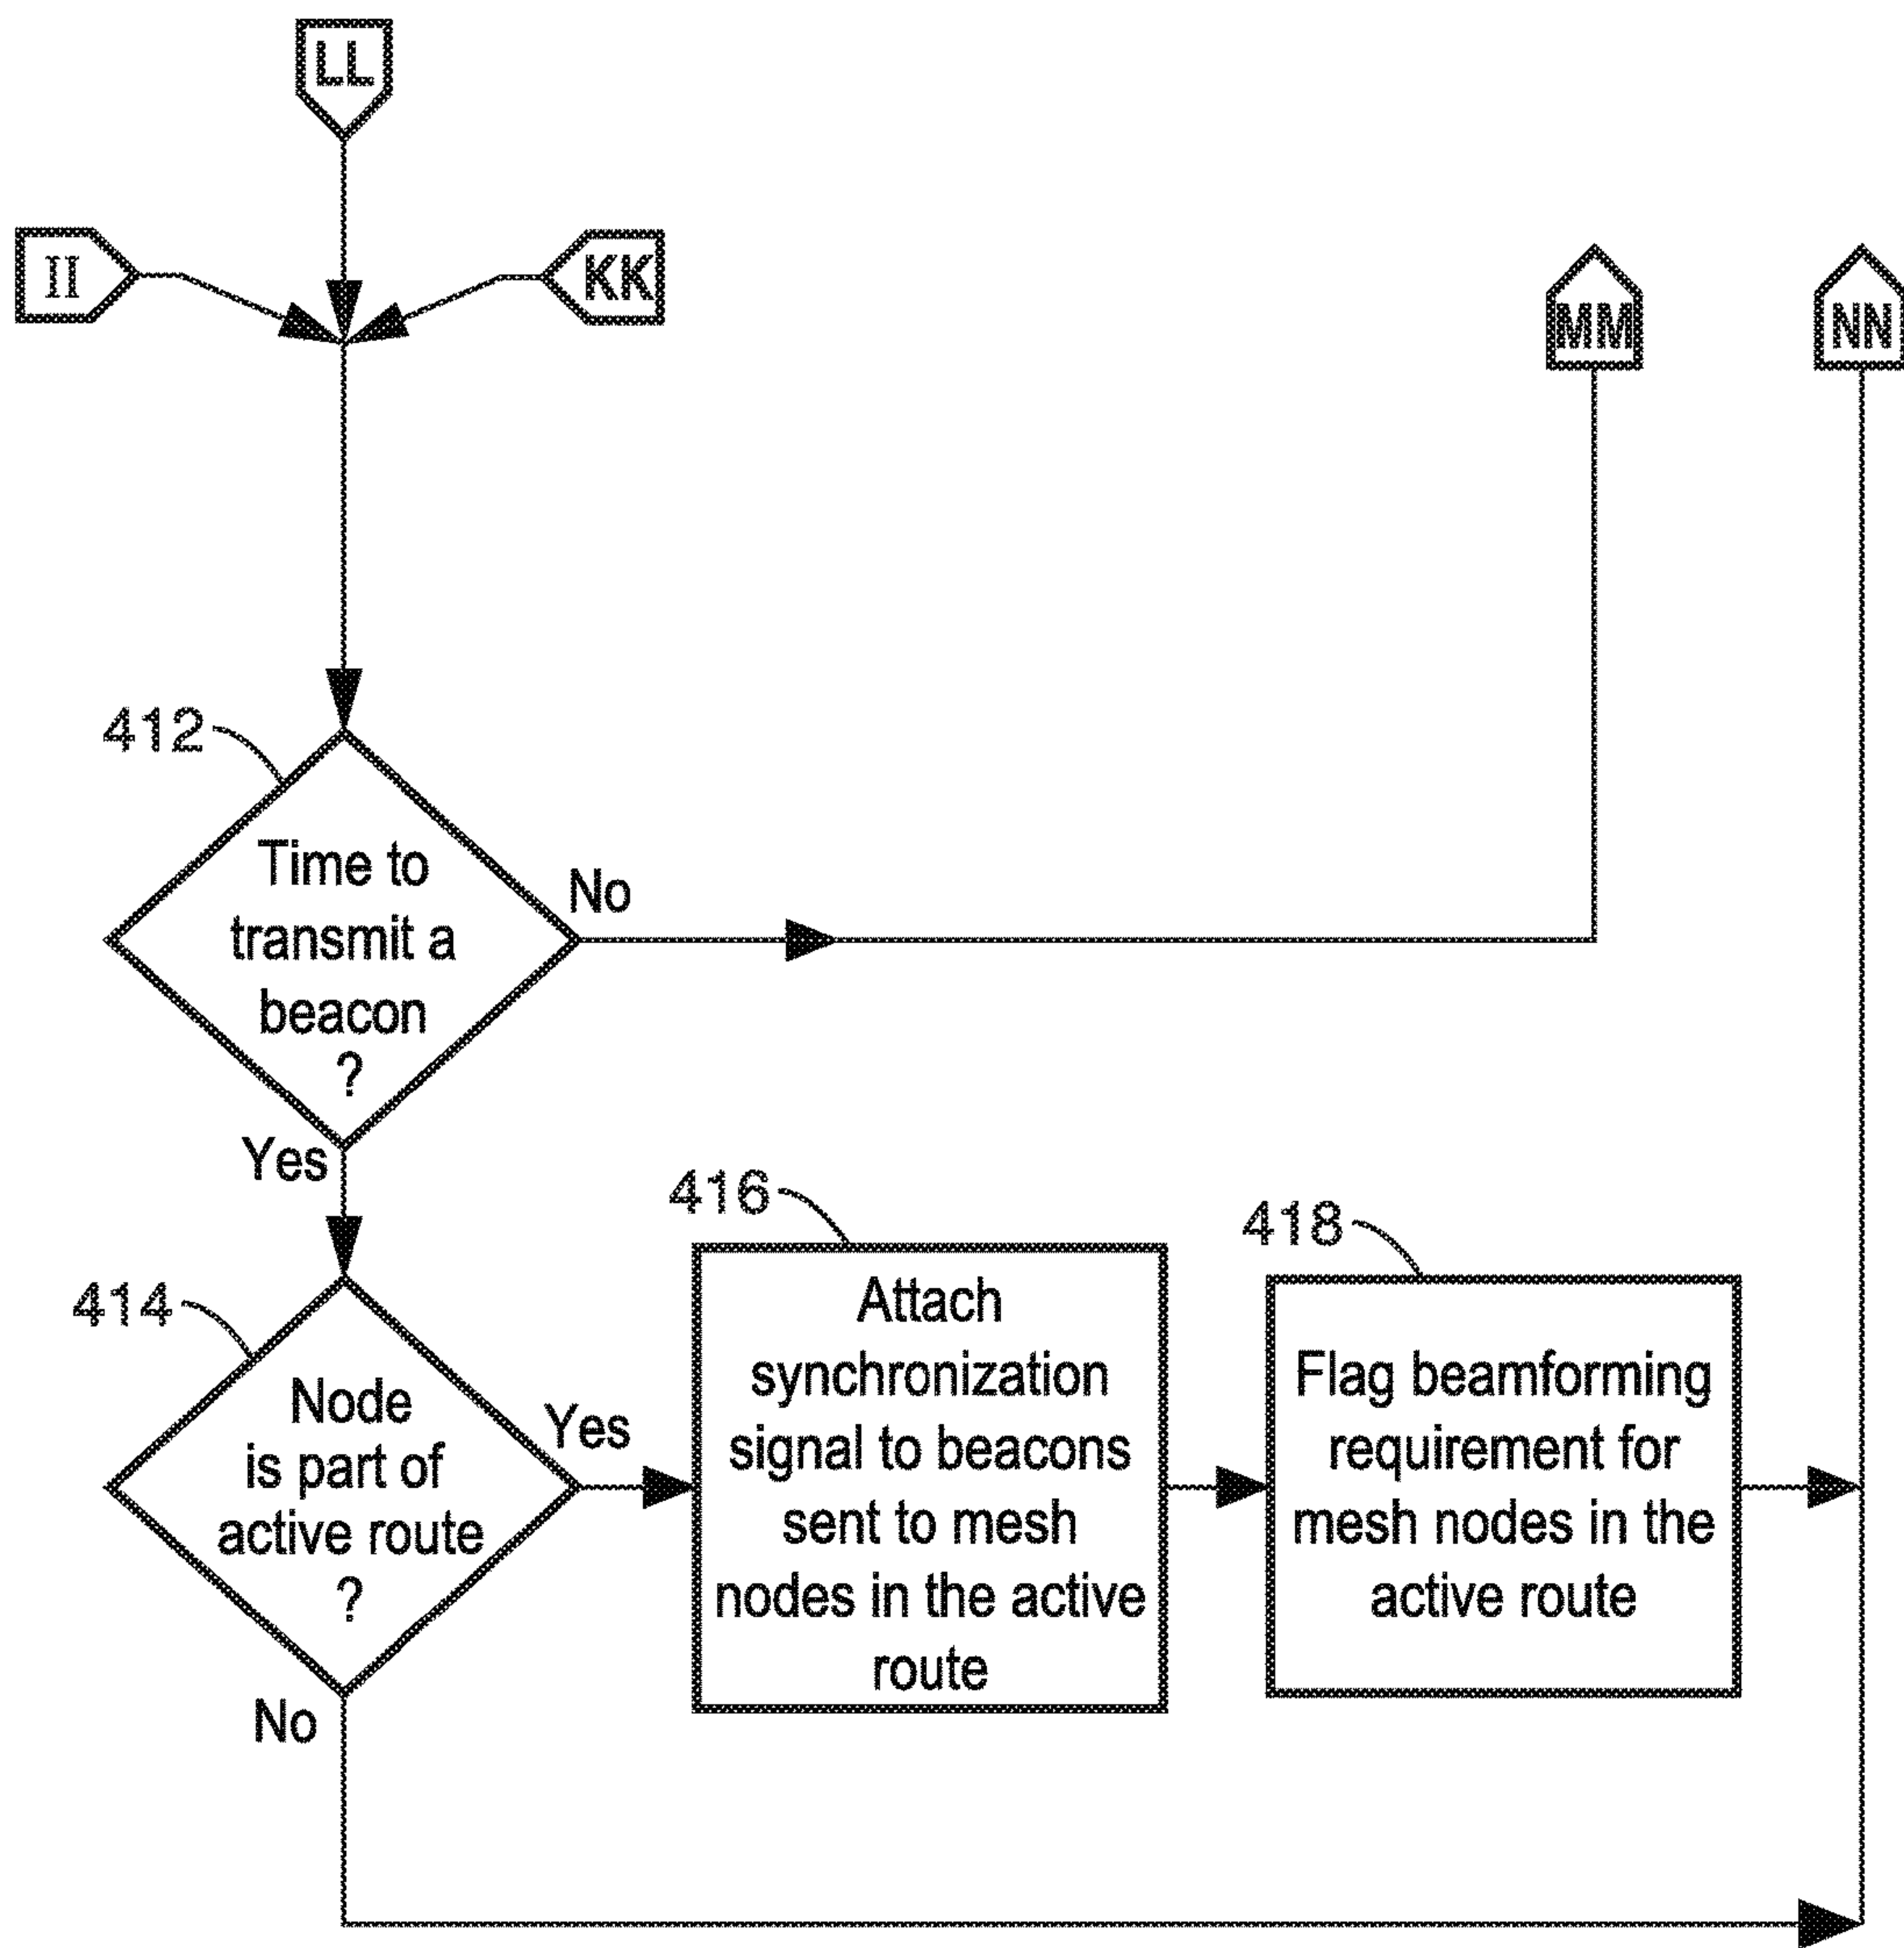 LL
II
KK
MM
NN
412
Time to
transmit a
beacon
?
No
Yes
414
Node
is part of
active route
?
Yes
No
416
Attach
synchronization
signal to beacons
sent to mesh
nodes in the active
route
418
Flag beamforming
requirement for
mesh nodes in the
active route